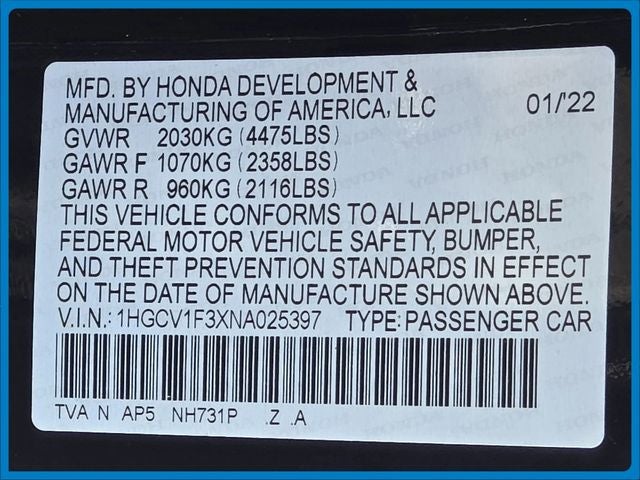 MFD. BY HONDA DEVELOPMENT &
MANUFACTURING OF AMERICA, LLC 01/'22
GVWR 2030KG (4475LBS)
GAWR F 1070KG (2358LBS)
GAWR R 960KG (2116LBS)
THIS VEHICLE CONFORMS TO ALL APPLICABLE
FEDERAL MOTOR VEHICLE SAFETY, BUMPER,
AND THEFT PREVENTION STANDARDS IN EFFECT
ON THE DATE OF MANUFACTURE SHOWN ABOVE.
V.I.N.: 1HGCV1F3XNA025397 TYPE: PASSENGER CAR
TVA N AP5 NH731P .Z .A